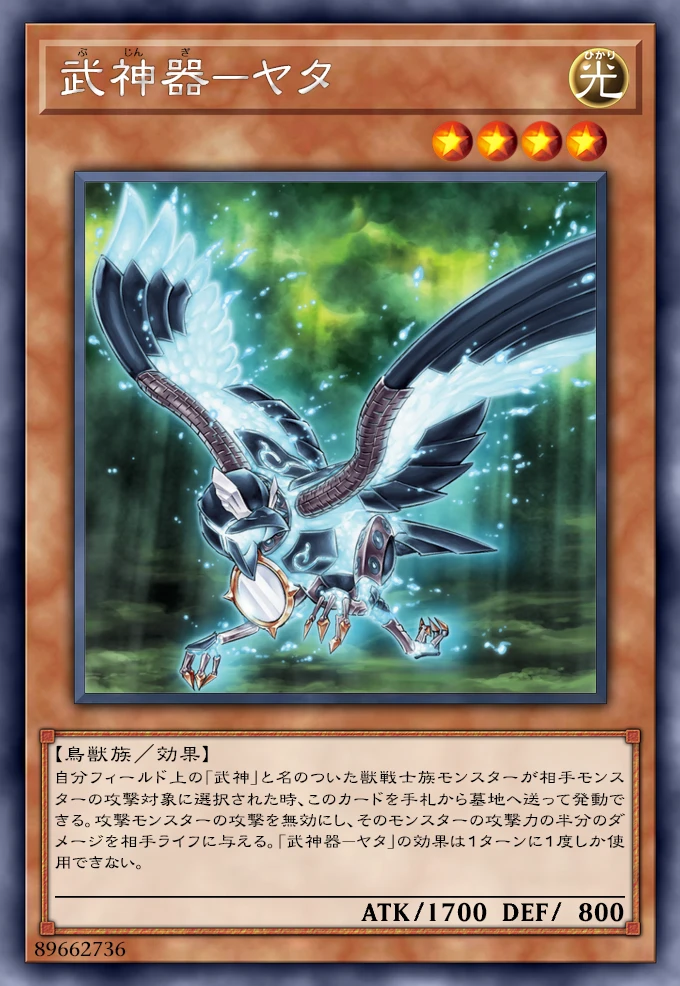 ぶ じん ぎ
武神器－ヤタ
ひかり
光
【鳥獣族／効果】
自分フィールド上の「武神」と名のついた獣戦士族モンスターが相手モンス
ターの攻撃対象に選択された時、このカードを手札から墓地へ送って発動で
きる。攻撃モンスターの攻撃を無効にし、そのモンスターの攻撃力の半分のダ
メージを相手ライフに与える。「武神器－ヤタ」の効果は１ターンに１度しか使
用できない。
ATK/1700 DEF/ 800
89662736